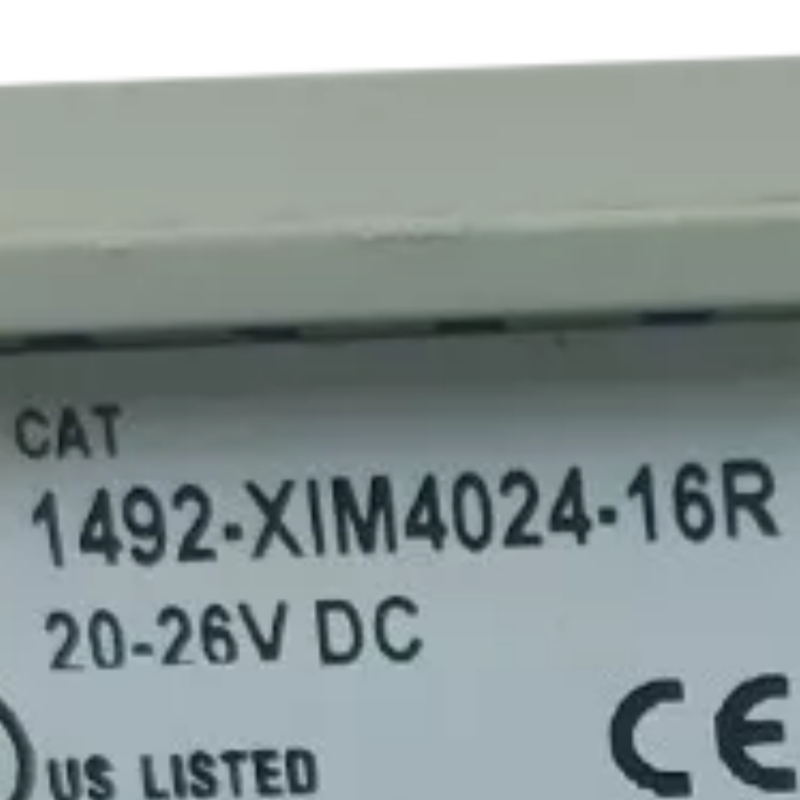 CAT
1492-XIM4024-16R
20-26V DC
CE
US LISTED